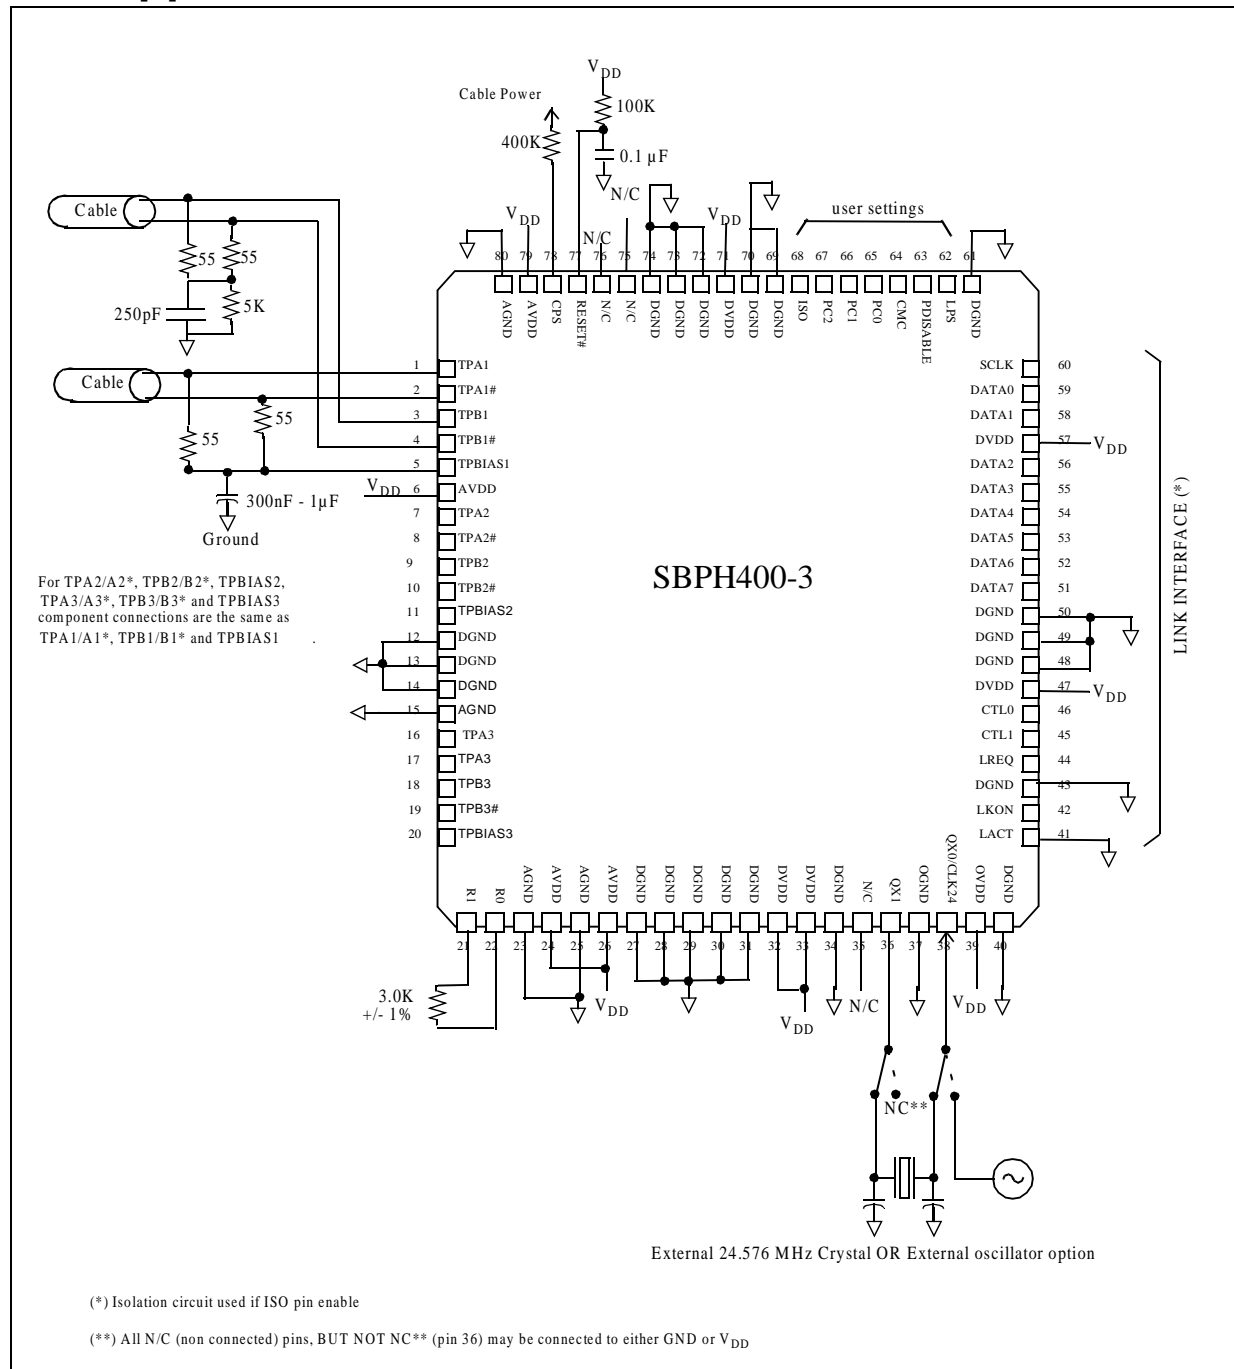 V_DD
Cable Power
100K
400K
0.1 µF
N/C
V_DD
N/C
V_DD
user settings
80 79 78 77 76 75 74 73 72 71 70 69 68 67 66 65 64 63 62 61
AGND AVDD CPS RESET# N/C N/C DGND DGND DGND DVDD DGND DGND ISO PC2 PC1 PC0 CMC PDISABLE LPS DGND
Cable
55 55
250pF 5K
Cable
55
55
300nF - 1µF
Ground
V_DD
1 TPA1
2 TPA1#
3 TPB1
4 TPB1#
5 TPBIAS1
6 AVDD
7 TPA2
8 TPA2#
9 TPB2
10 TPB2#
11 TPBIAS2
12 DGND
13 DGND
14 DGND
15 AGND
16 TPA3
17 TPA3
18 TPB3
19 TPB3#
20 TPBIAS3
For TPA2/A2*, TPB2/B2*, TPBIAS2,
TPA3/A3*, TPB3/B3* and TPBIAS3
component connections are the same as
TPA1/A1*, TPB1/B1* and TPBIAS1 .
SBPH400-3
SCLK 60
DATA0 59
DATA1 58
DVDD 57 V_DD
DATA2 56
DATA3 55
DATA4 54
DATA5 53
DATA6 52
DATA7 51
DGND 50
DGND 49
DGND 48
DVDD 47 V_DD
CTL0 46
CTL1 45
LREQ 44
DGND 43
LKON 42
LACT 41
LINK INTERFACE (*)
R1 R0 AGND AVDD AGND AVDD DGND DGND DGND DGND DGND DVDD DVDD DGND N/C QX1 OGND QX0/CLK24 OVDD DGND
21 22 23 24 25 26 27 28 29 30 31 32 33 34 35 36 37 38 39 40
3.0K
+/- 1%
V_DD
V_DD
N/C
V_DD
NC**
External 24.576 MHz Crystal OR External oscillator option
(*) Isolation circuit used if ISO pin enable
(**) All N/C (non connected) pins, BUT NOT NC** (pin 36) may be connected to either GND or V_DD